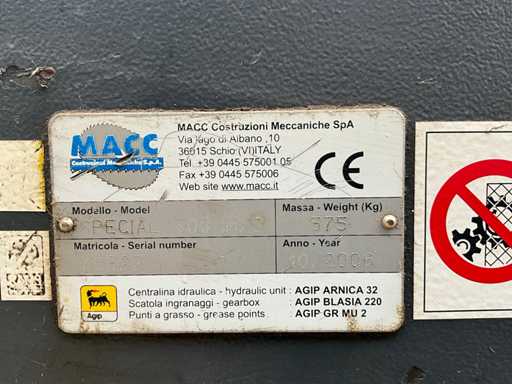 MACC
Costruzioni Meccaniche S.p.A.
MACC Costruzioni Meccaniche SpA
Via lago di Albano ,10
36015 Schio (VI)ITALY
Tel. +39 0445 575001.05
Fax +39 0445 575006
Web site www.macc.it
CE
Modello - Model
SPECIAL
Massa - Weight (Kg)
575
Matricola - Serial number
Anno - Year
10/2006
Agip
Centralina idraulica - hydraulic unit : AGIP ARNICA 32
Scatola ingranaggi - gearbox : AGIP BLASIA 220
Punti a grasso - grease points : AGIP GR MU 2